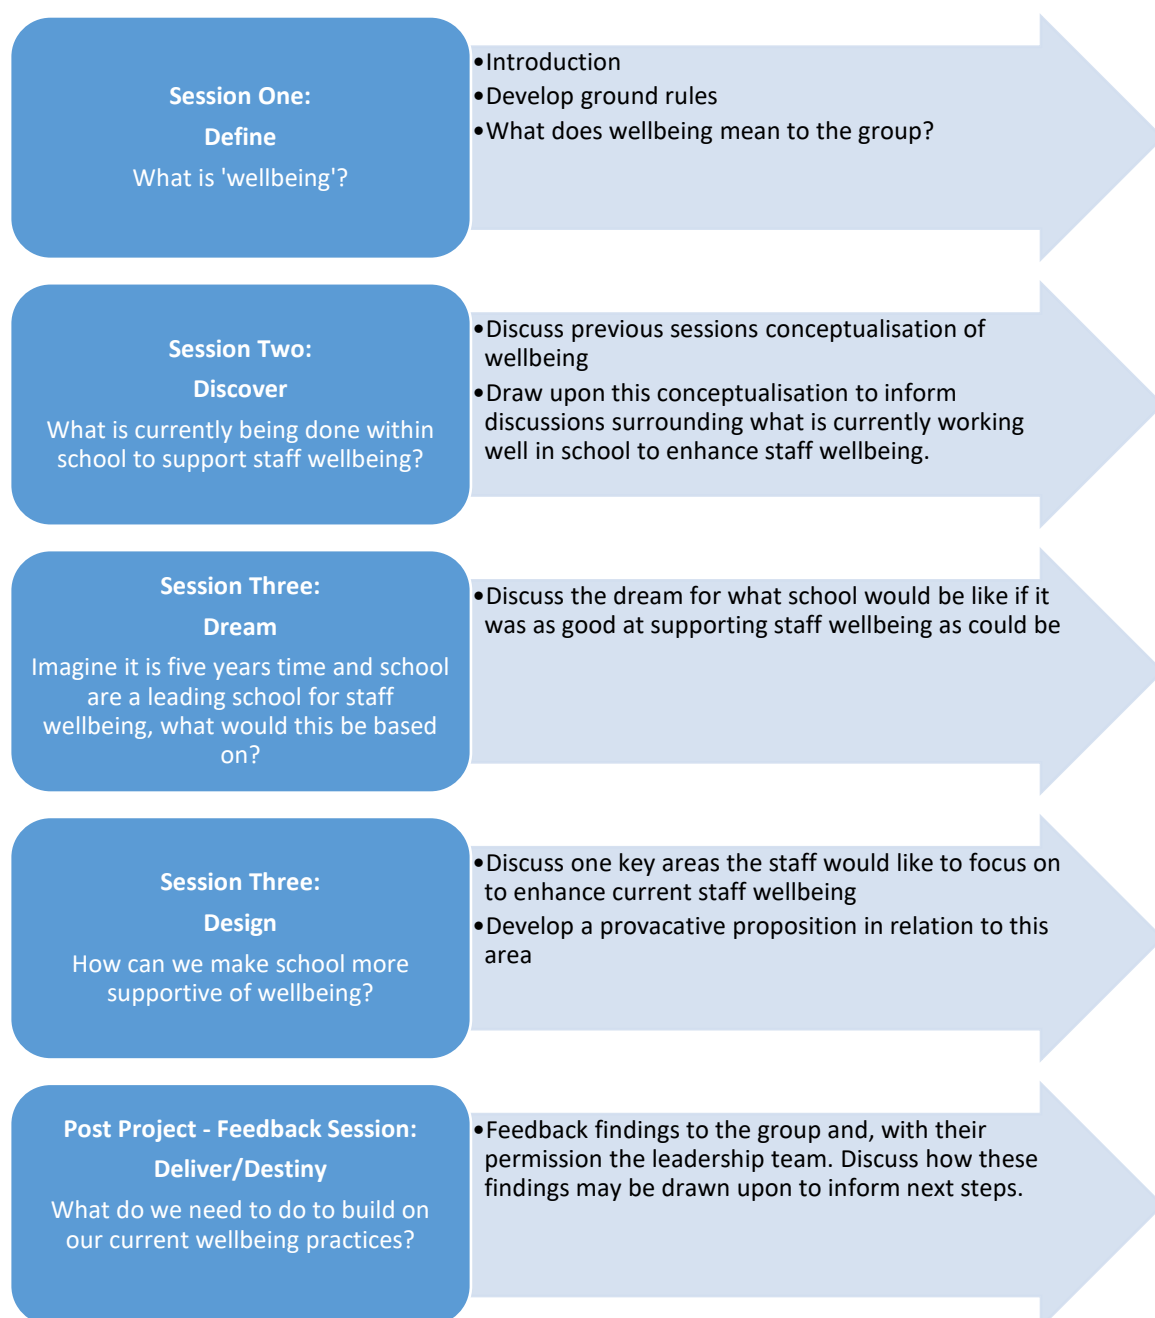 Session One:
Define
What is 'wellbeing'?
•Introduction
•Develop ground rules
•What does wellbeing mean to the group?
Session Two:
Discover
What is currently being done within
school to support staff wellbeing?
•Discuss previous sessions conceptualisation of
wellbeing
•Draw upon this conceptualisation to inform
discussions surrounding what is currently working
well in school to enhance staff wellbeing.
Session Three:
Dream
Imagine it is five years time and school
are a leading school for staff
wellbeing, what would this be based
on?
•Discuss the dream for what school would be like if it
was as good at supporting staff wellbeing as could be
Session Three:
Design
How can we make school more
supportive of wellbeing?
•Discuss one key areas the staff would like to focus on
to enhance current staff wellbeing
•Develop a provacative proposition in relation to this
area
Post Project - Feedback Session:
Deliver/Destiny
What do we need to do to build on
our current wellbeing practices?
•Feedback findings to the group and, with their
permission the leadership team. Discuss how these
findings may be drawn upon to inform next steps.